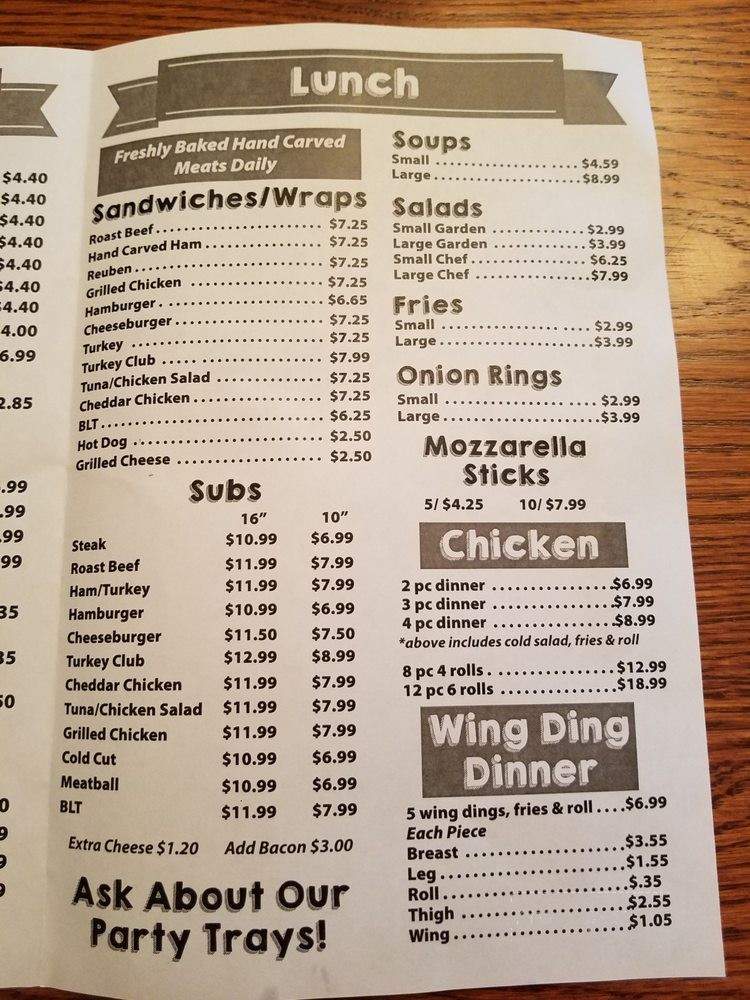 $4.40
$4.40
$4.40
$4.40
$4.40
$4.40
$4.40
Lunch
Freshly Baked Hand Carved
Meats Daily
Sandwiches/Wraps
Roast Beef $7.25
Hand Carved Ham $7.25
Reuben $7.25
Grilled Chicken $7.25
Hamburger $6.65
Cheeseburger $7.25
Turkey $7.25
Turkey Club $7.99
Tuna/Chicken Salad $7.25
Cheddar Chicken $7.25
BLT $6.25
Hot Dog $2.50
Grilled Cheese $2.50
Subs
16” 10”
Steak $10.99 $6.99
Roast Beef $11.99 $7.99
Ham/Turkey $11.99 $7.99
Hamburger $10.99 $6.99
Cheeseburger $11.50 $7.50
Turkey Club $12.99 $8.99
Cheddar Chicken $11.99 $7.99
Tuna/Chicken Salad $11.99 $7.99
Grilled Chicken $11.99 $7.99
Cold Cut $10.99 $6.99
Meatball $10.99 $6.99
BLT $11.99 $7.99
Extra Cheese $1.20 Add Bacon $3.00
Ask About Our
Party Trays!
Soups
Small $4.59
Large $8.99
Salads
Small Garden $2.99
Large Garden $3.99
Small Chef $6.25
Large Chef $7.99
Fries
Small $2.99
Large $3.99
Onion Rings
Small $2.99
Large $3.99
Mozzarella
Sticks
5/ $4.25 10/ $7.99
Chicken
2 pc dinner $6.99
3 pc dinner $7.99
4 pc dinner $8.99
*above includes cold salad, fries & roll
8 pc 4 rolls $12.99
12 pc 6 rolls $18.99
Wing Ding
Dinner
5 wing dings, fries & roll $6.99
Each Piece
Breast $3.55
Leg $1.55
Roll $.35
Thigh $2.55
Wing $1.05